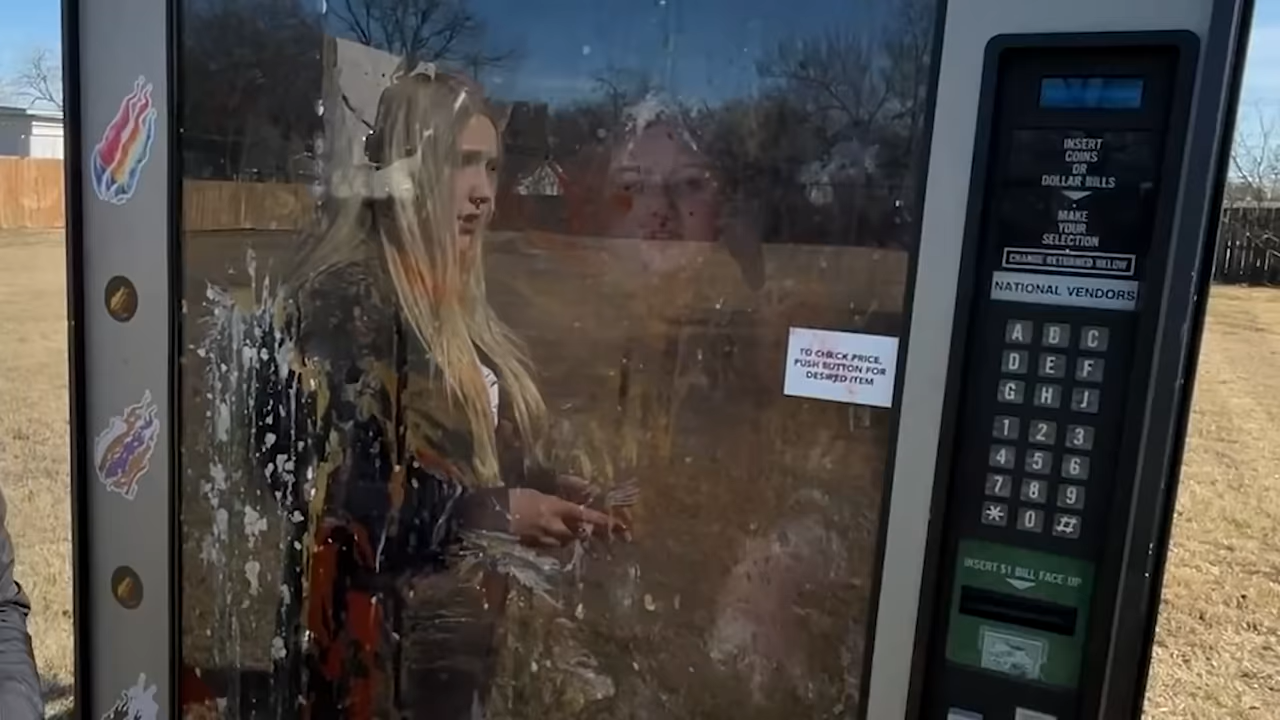 INSERT
COINS
OR
DOLLAR BILLS
MAKE
YOUR
SELECTION
CHANGE RETURNED BELOW
NATIONAL VENDORS
TO CHECK PRICE,
PUSH BUTTON FOR
DESIRED ITEM
A B C
D E F
G H J
1 2 3
4 5 6
7 8 9
* 0 #
INSERT $1 BILL FACE UP